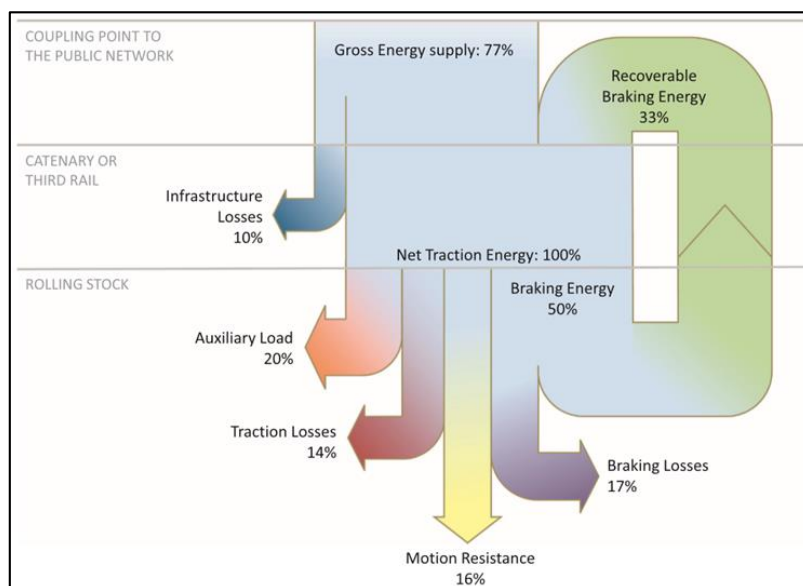 COUPLING POINT TO
THE PUBLIC NETWORK
Gross Energy supply: 77%
Recoverable
Braking Energy
33%
CATENARY OR
THIRD RAIL
Infrastructure
Losses
10%
Net Traction Energy: 100%
ROLLING STOCK
Braking Energy
50%
Auxiliary Load
20%
Traction Losses
14%
Braking Losses
17%
Motion Resistance
16%